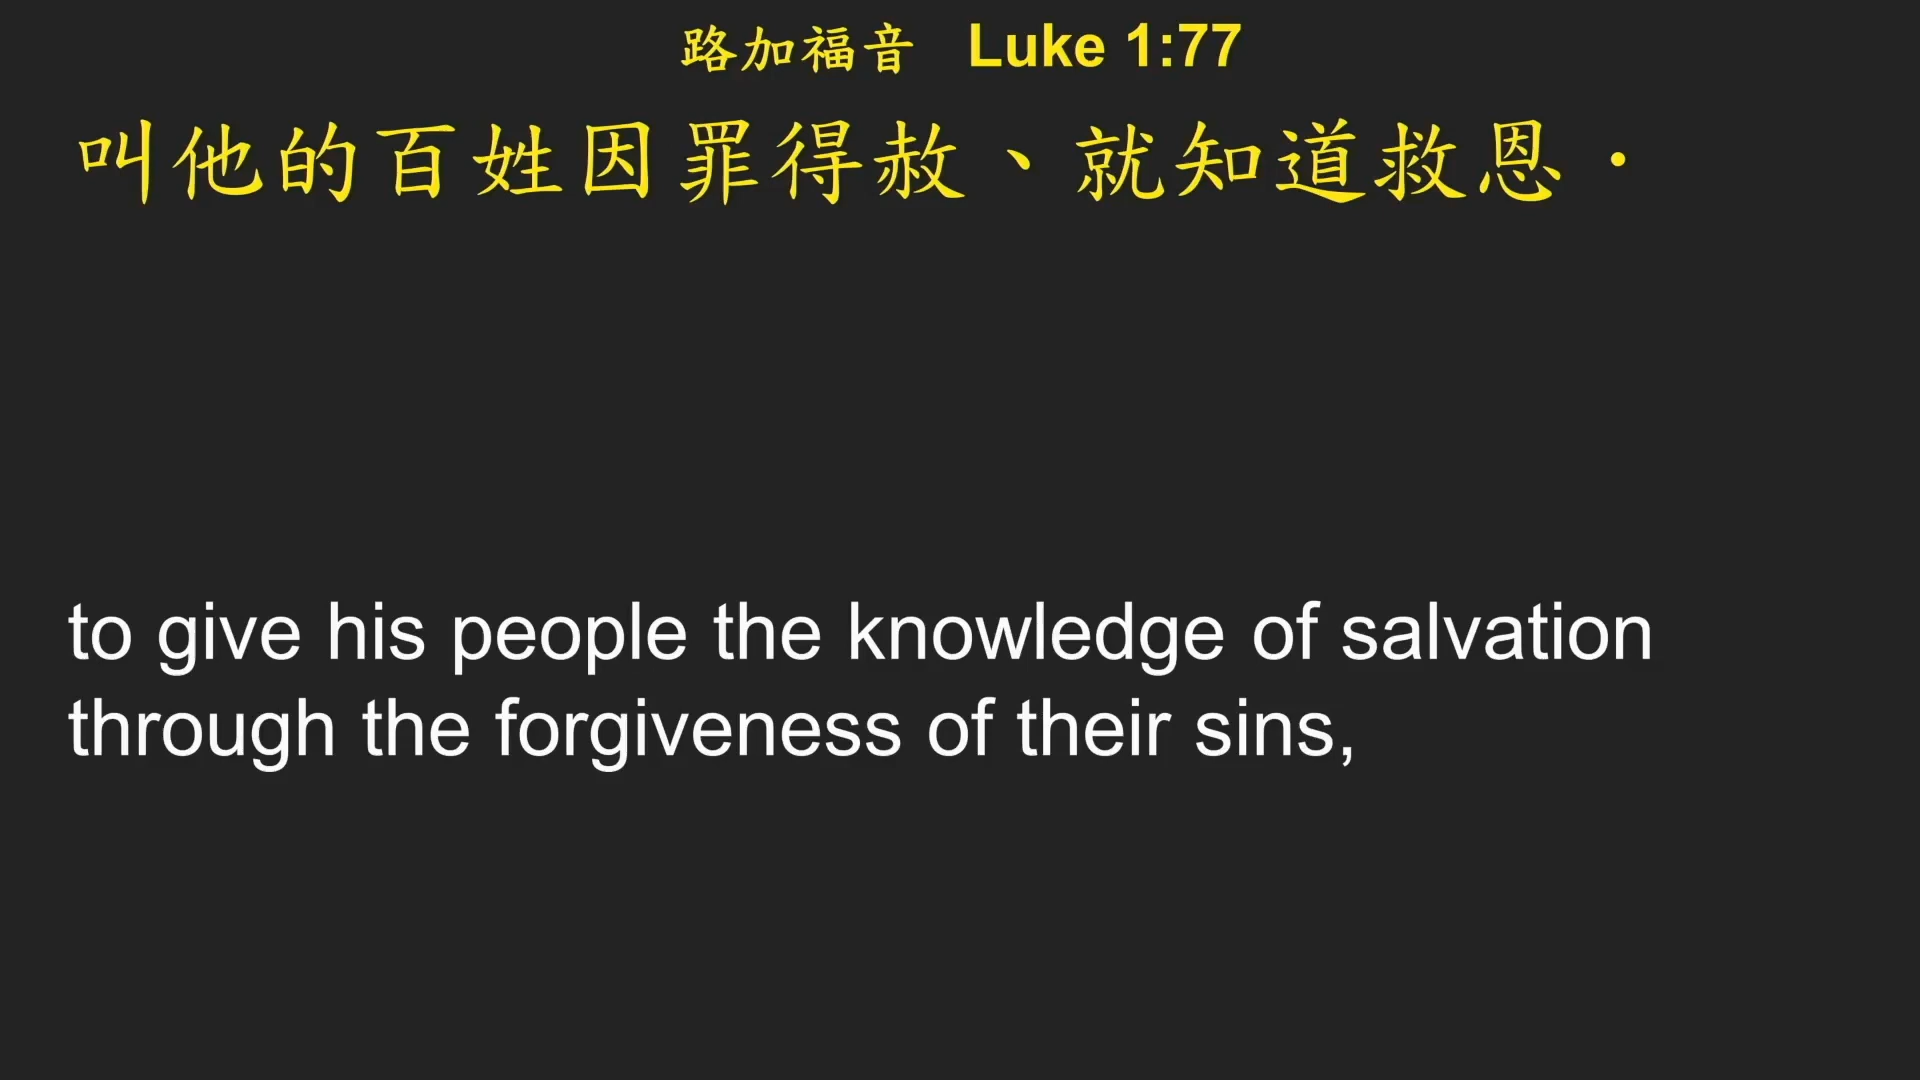 路加福音 Luke 1:77
叫他的百姓因罪得赦、就知道救恩．
to give his people the knowledge of salvation
through the forgiveness of their sins,